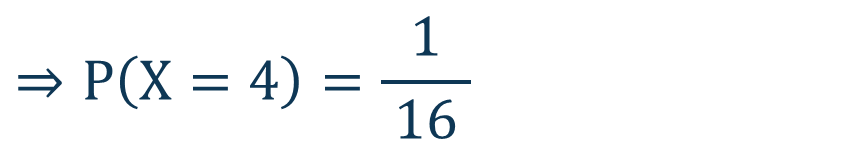 ⇒ P(X = 4) = 1/16